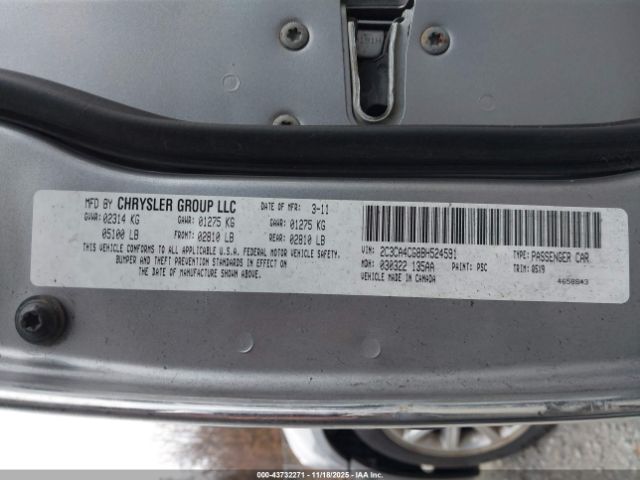 MFD BY CHRYSLER GROUP LLC DATE OF MFR: 3-11
GVWR: 02314 KG GAWR: 01275 KG GAWR: 01275 KG
05100 LB FRONT: 02810 LB REAR: 02810 LB
THIS VEHICLE CONFORMS TO ALL APPLICABLE U.S.A. FEDERAL MOTOR VEHICLE SAFETY,
BUMPER AND THEFT PREVENTION STANDARDS IN EFFECT ON
THE DATE OF MANUFACTURE SHOWN ABOVE.
VIN: 2C3CA4CG8BH524591 TYPE: PASSENGER CAR
MDH: 030322 135AA PAINT: PSC TRIM: 0519
VEHICLE MADE IN CANADA 4658843
000-43732271 - 11/18/2025 - IAA Inc.